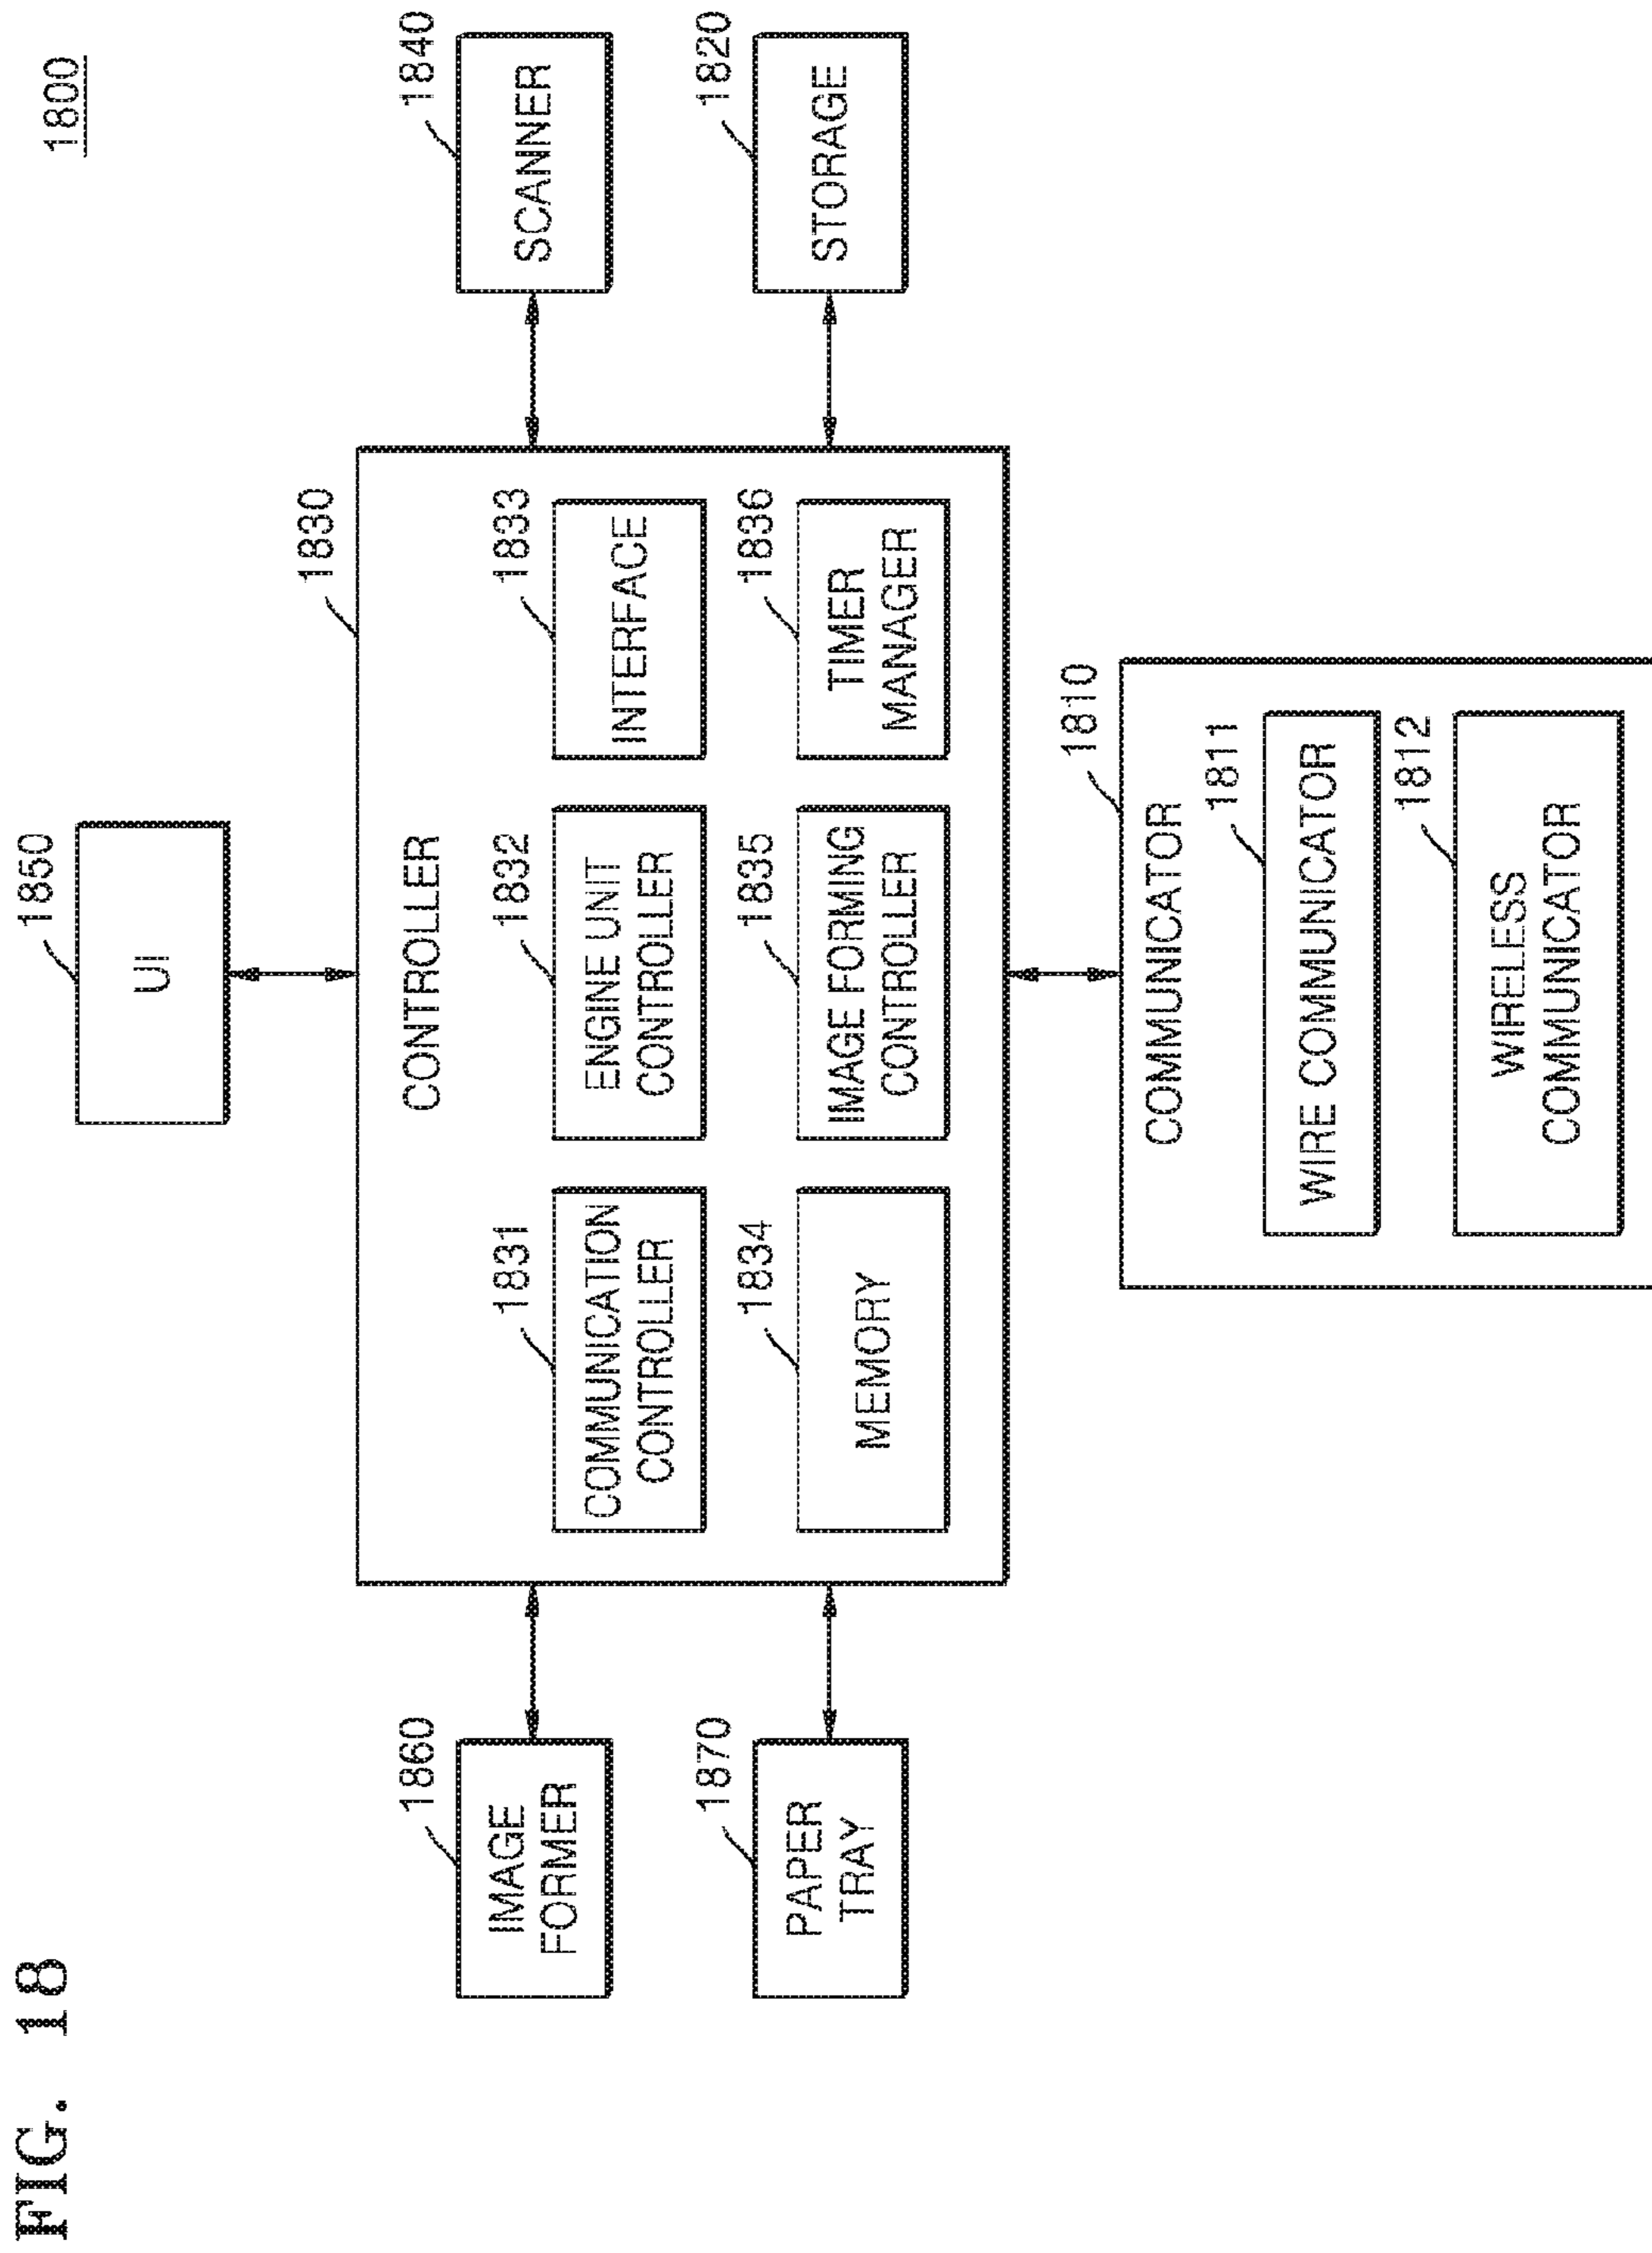 FIG. 18
1800
1850
UI
1830
CONTROLLER
1860
IMAGE
FORMER
1831
COMMUNICATION
CONTROLLER
1832
ENGINE UNIT
CONTROLLER
1833
INTERFACE
1840
SCANNER
1870
PAPER
TRAY
1834
MEMORY
1835
IMAGE FORMING
CONTROLLER
1836
TIMER
MANAGER
1820
STORAGE
1810
COMMUNICATOR
1811
WIRE COMMUNICATOR
1812
WIRELESS
COMMUNICATOR